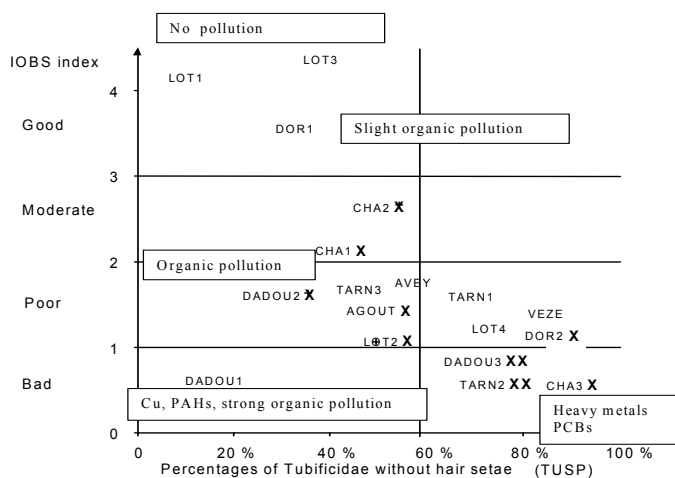 No pollution
IOBS index
LOT3
LOT1
4
Good
DOR1
Slight organic pollution
3
Moderate
CHA2 X
CHA1 X
2
Organic pollution
AVEY
DADOU2 X
TARN3
TARN1
Poor
AGOUT X
VEZE
LOT4
DOR2 X
LOT2 X
1
DADOU3 XX
Bad
DADOU1
TARN2 XX
CHA3 X
Cu, PAHs, strong organic pollution
Heavy metals
PCBs
0
0 20 % 40 % 60 % 80 % 100 %
Percentages of Tubificidae without hair setae (TUSP)